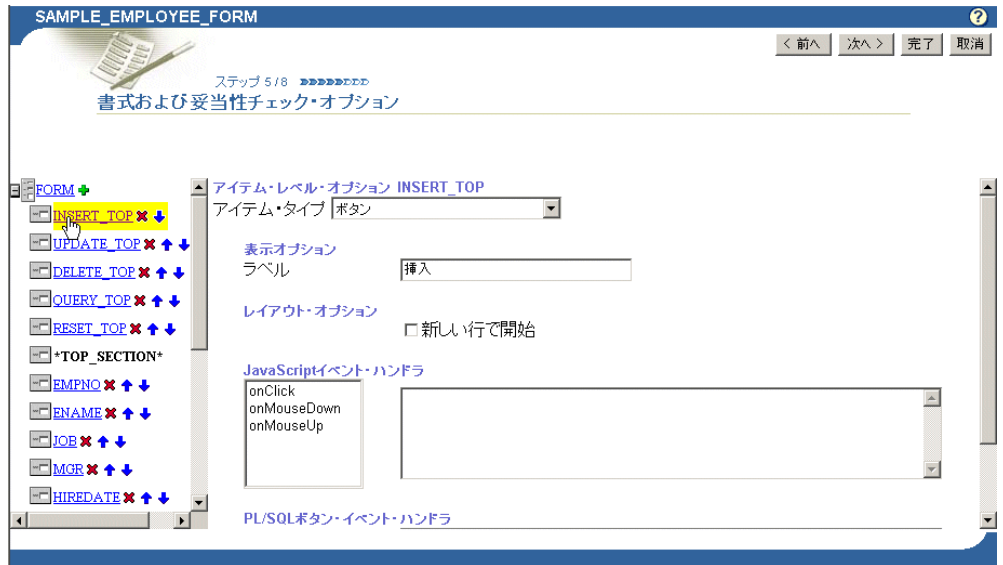 SAMPLE_EMPLOYEE_FORM
?
< 前へ 次へ > 完了 取消
ステップ 5/8
書式および妥当性チェック・オプション
FORM
INSERT_TOP
UPDATE_TOP
DELETE_TOP
QUERY_TOP
RESET_TOP
*TOP_SECTION*
EMPNO
ENAME
JOB
MGR
HIREDATE
アイテム・レベル・オプション INSERT_TOP
アイテム・タイプ ボタン
表示オプション
ラベル 挿入
レイアウト・オプション
新しい行で開始
JavaScriptイベント・ハンドラ
onClick
onMouseDown
onMouseUp
PL/SQLボタン・イベント・ハンドラ